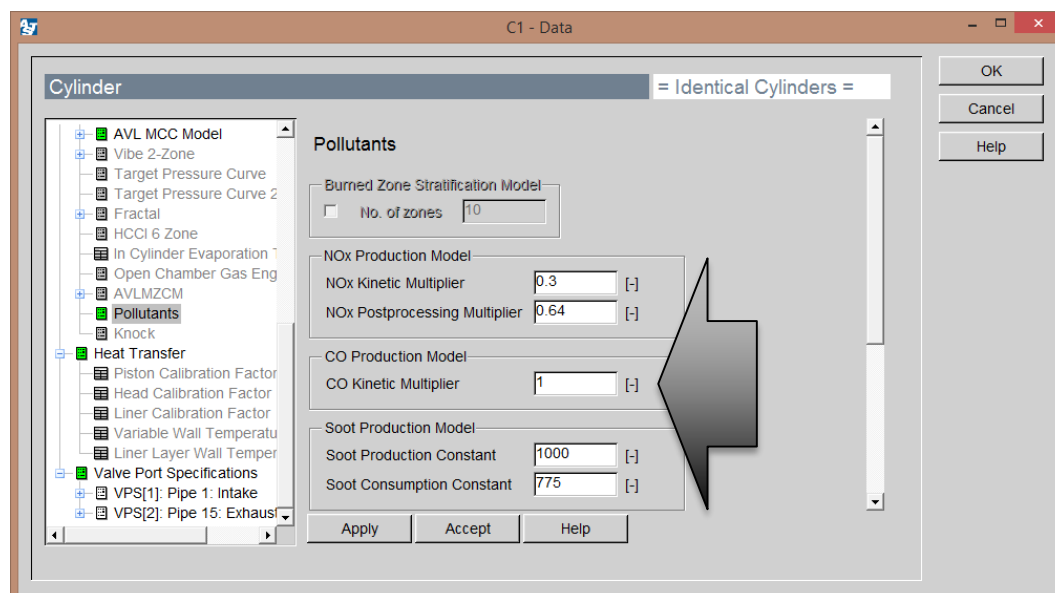 C1 - Data
OK
Cancel
Help
Cylinder
= Identical Cylinders =
AVL MCC Model
Vibe 2-Zone
Target Pressure Curve
Target Pressure Curve 2
Fractal
HCCI 6 Zone
In Cylinder Evaporation
Open Chamber Gas Eng
AVLMZCM
Pollutants
Knock
Heat Transfer
Piston Calibration Factor
Head Calibration Factor
Liner Calibration Factor
Variable Wall Temperatu
Liner Layer Wall Temper
Valve Port Specifications
VPS[1]: Pipe 1: Intake
VPS[2]: Pipe 15: Exhaust
Pollutants
Burned Zone Stratification Model
No. of zones 10
NOx Production Model
NOx Kinetic Multiplier 0.3 [-]
NOx Postprocessing Multiplier 0.64 [-]
CO Production Model
CO Kinetic Multiplier 1 [-]
Soot Production Model
Soot Production Constant 1000 [-]
Soot Consumption Constant 775 [-]
Apply Accept Help